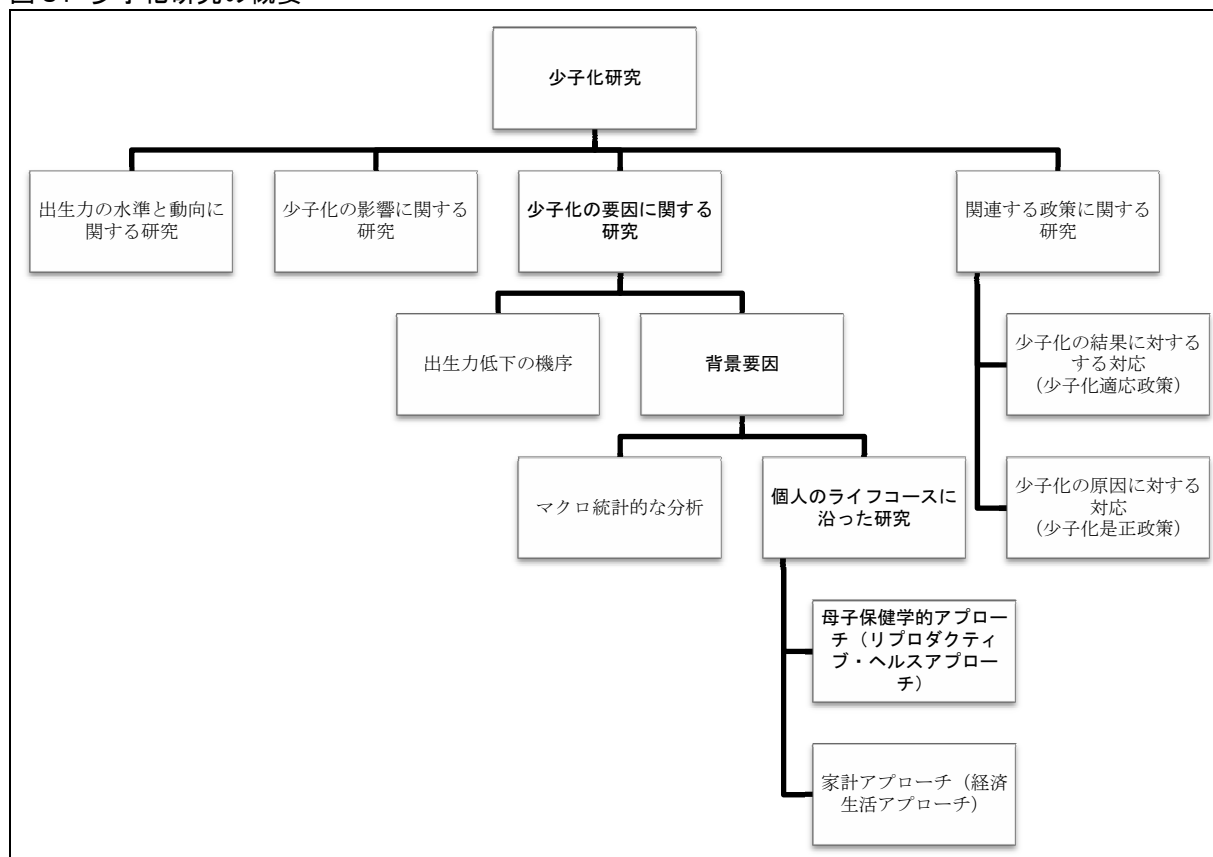 少子化研究
出生力の水準と動向に
関する研究
少子化の影響に関する
研究
少子化の要因に関する
研究
関連する政策に関する
研究
出生力低下の機序
背景要因
少子化の結果に対する
する対応
（少子化適応政策）
マクロ統計的な分析
個人のライフコースに
沿った研究
少子化の原因に対する
対応
（少子化是正政策）
母子保健学的アプロー
チ（リプロダクティ
ブ・ヘルスアプロー
チ）
家計アプローチ（経済
生活アプローチ）